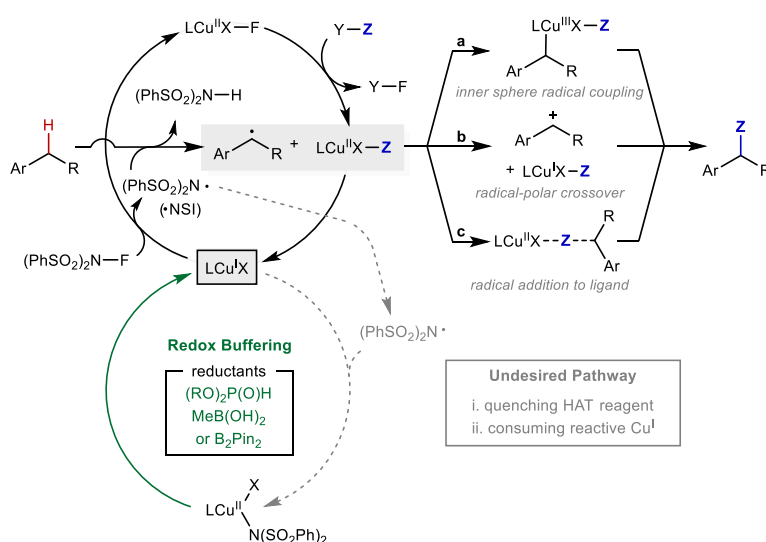 LCuᴵᴵX—F
Y—Z
Y—F
(PhSO₂)₂N—H
H
Ar R
Ar R + LCuᴵᴵX—Z
(PhSO₂)₂N·
(·NSI)
(PhSO₂)₂N—F
LCuᴵX
a
LCuᴵᴵᴵX—Z
Ar R
inner sphere radical coupling
b
+
Ar R
+ LCuᴵX—Z
radical-polar crossover
c
R
LCuᴵᴵX--Z--
Ar
radical addition to ligand
Z
Ar R
(PhSO₂)₂N·
Redox Buffering
reductants
(RO)₂P(O)H
MeB(OH)₂
or B₂Pin₂
Undesired Pathway
i. quenching HAT reagent
ii. consuming reactive Cuᴵ
X
LCuᴵᴵ
N(SO₂Ph)₂